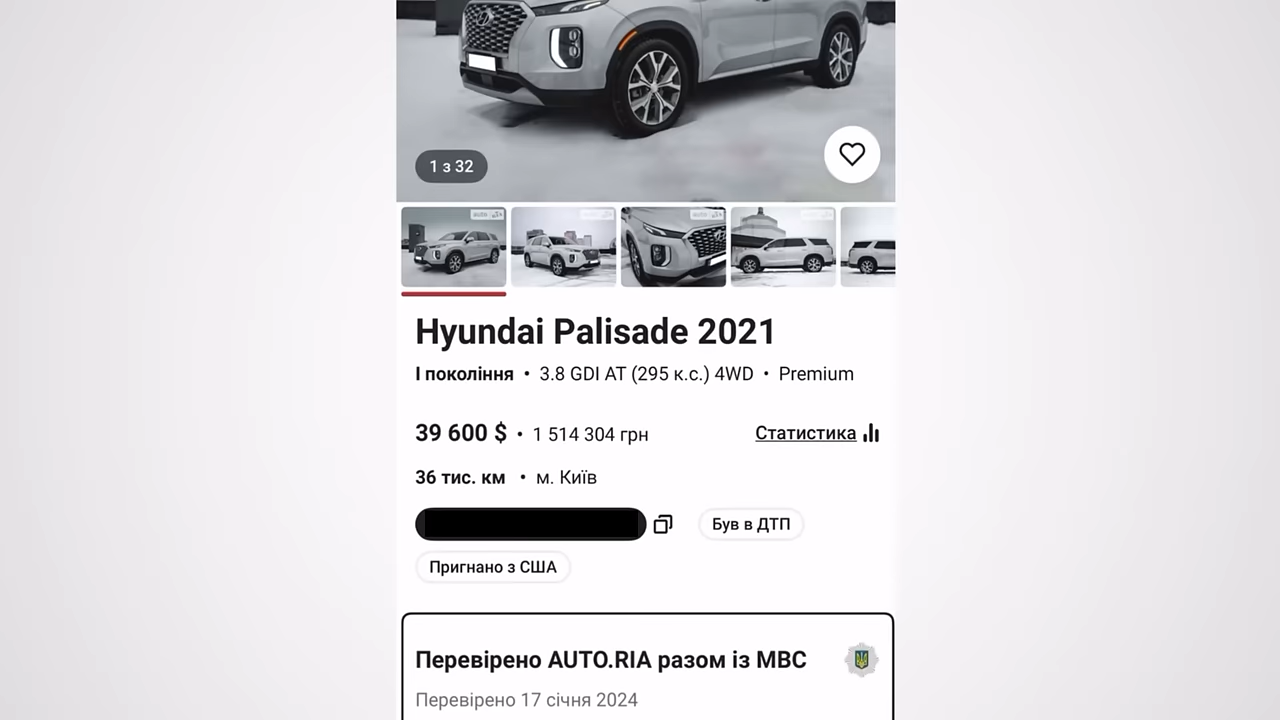 1 з 32
AUTO
AUTO
Hyundai Palisade 2021
I покоління • 3.8 GDI AT (295 к.с.) 4WD • Premium
39 600 $ • 1 514 304 грн
Статистика
36 тис. км • м. Київ
Був в ДТП
Пригнано з США
Перевірено AUTO.RIA разом із МВС
Перевірено 17 січня 2024